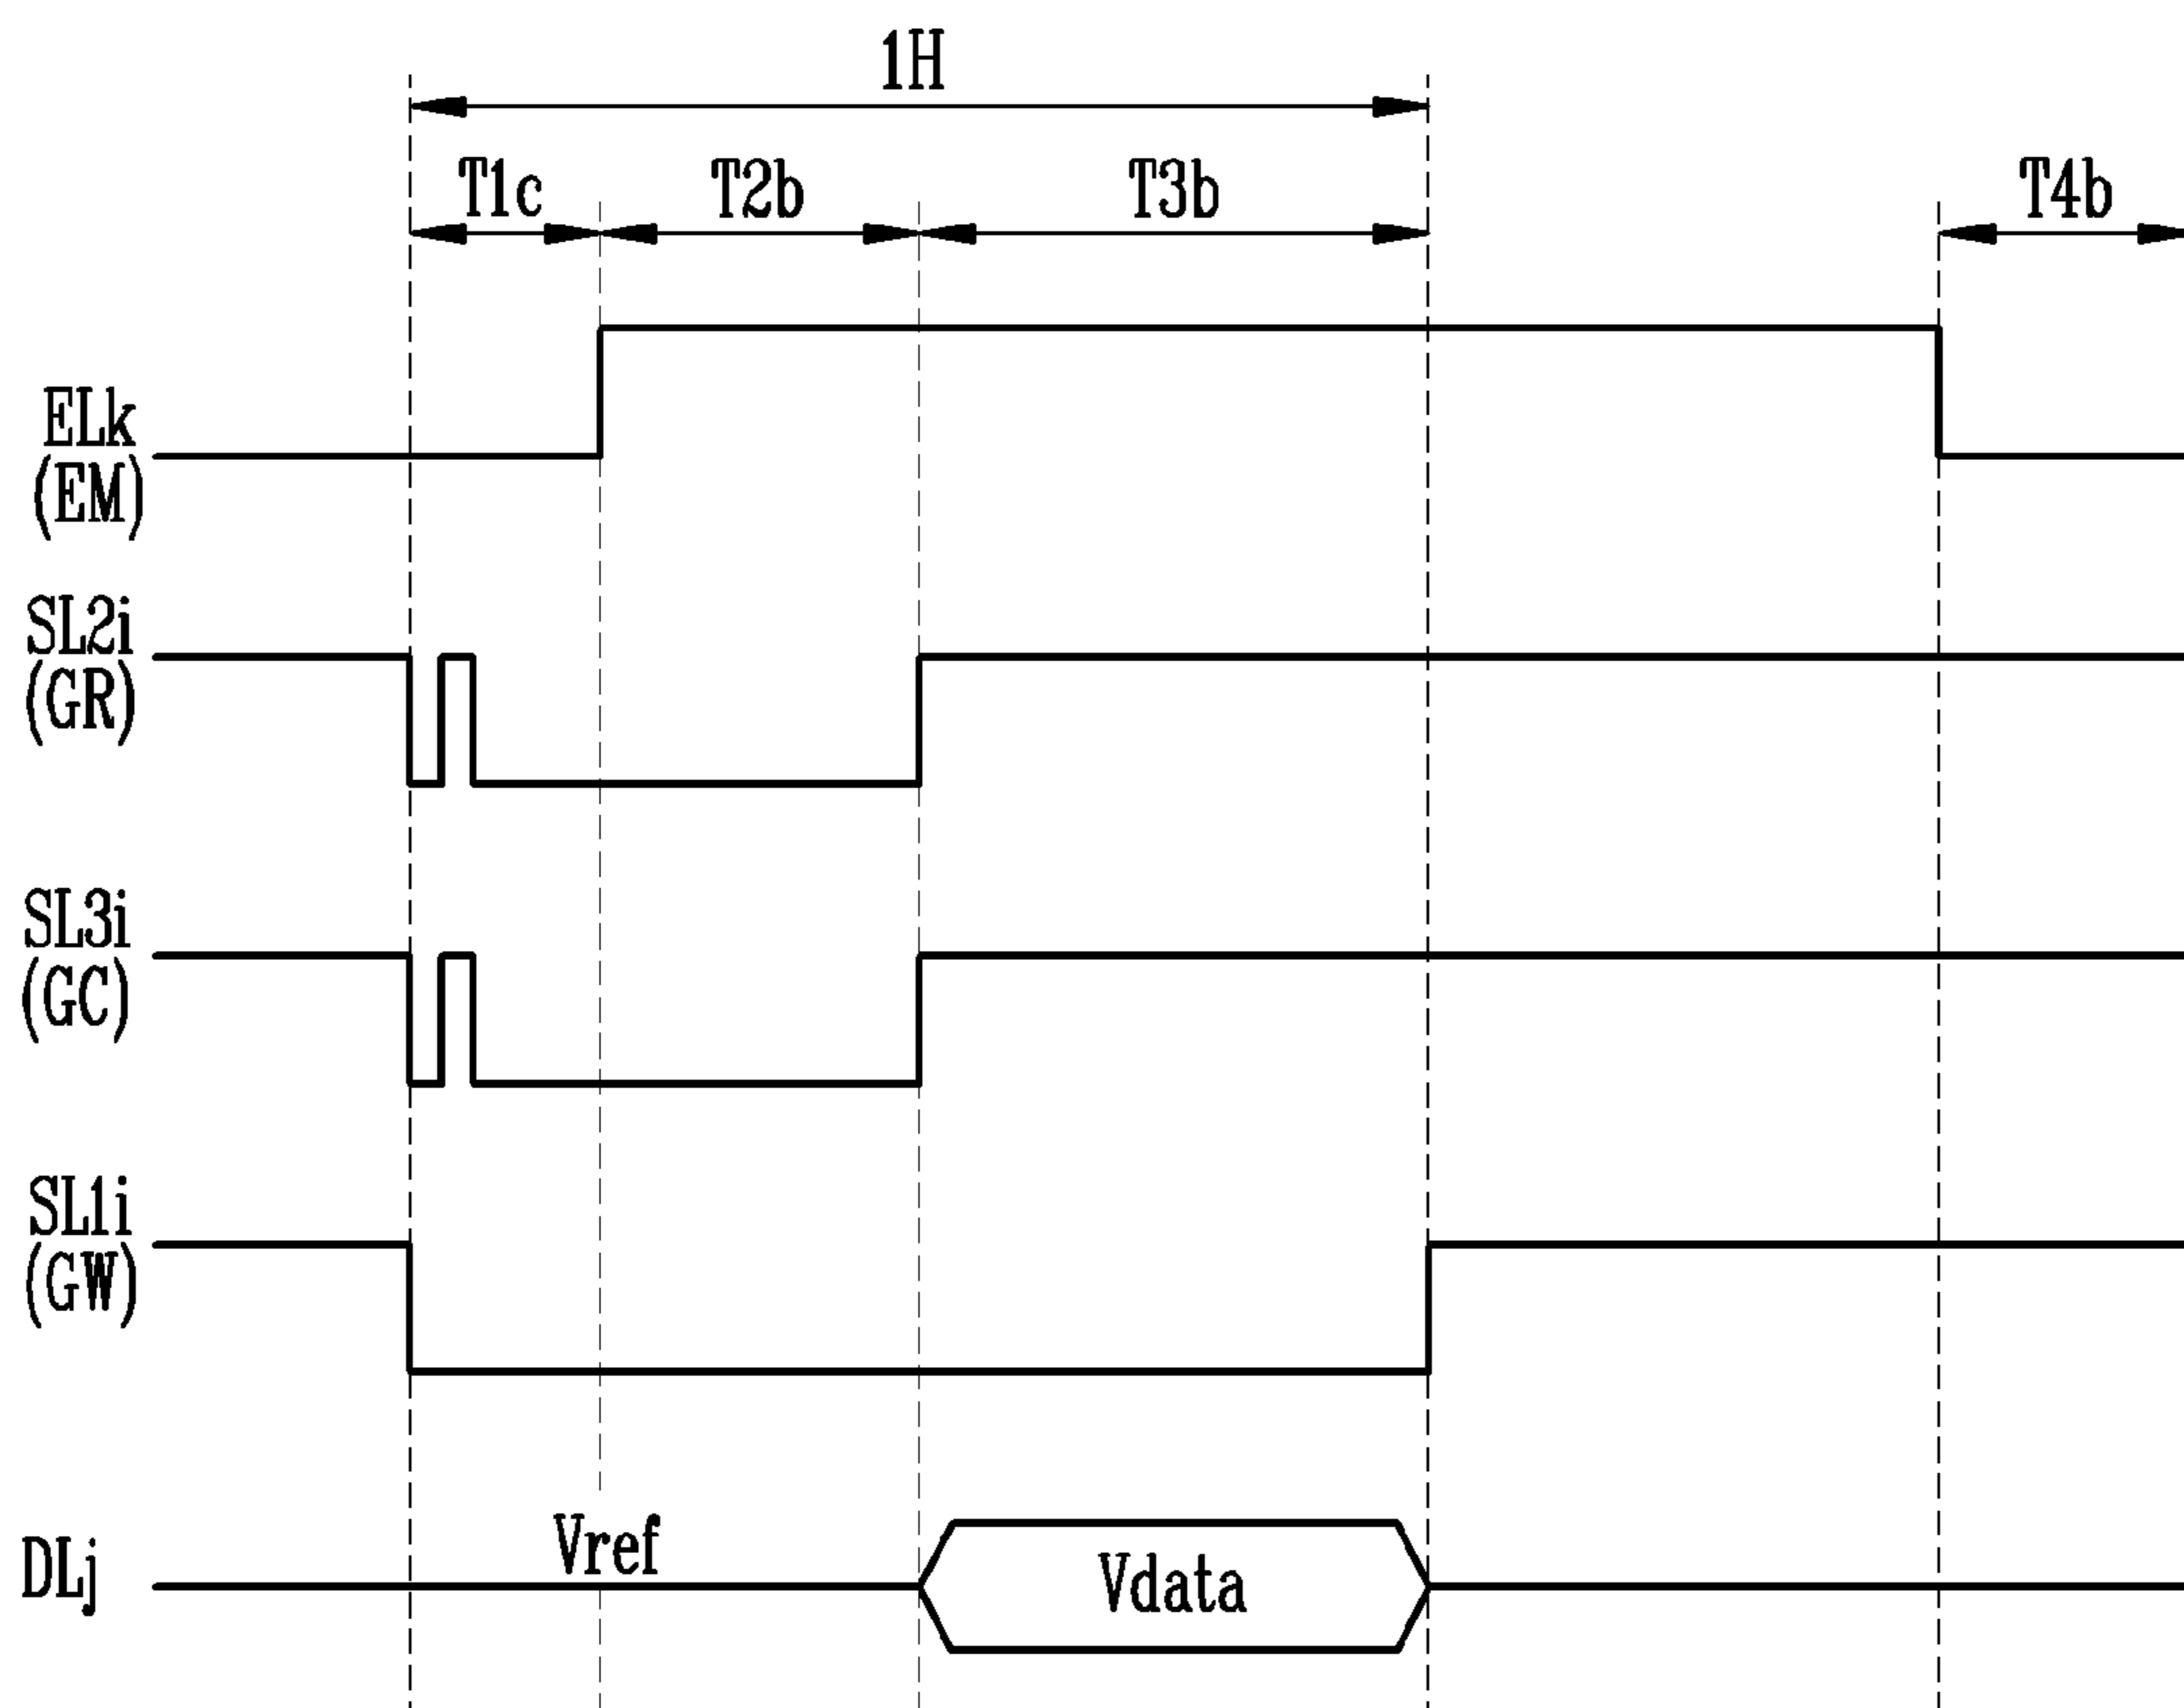 1H
T1c T2b T3b T4b
ELk
(EM)
SL2i
(GR)
SL3i
(GC)
SL1i
(GW)
Vref
DLj Vdata